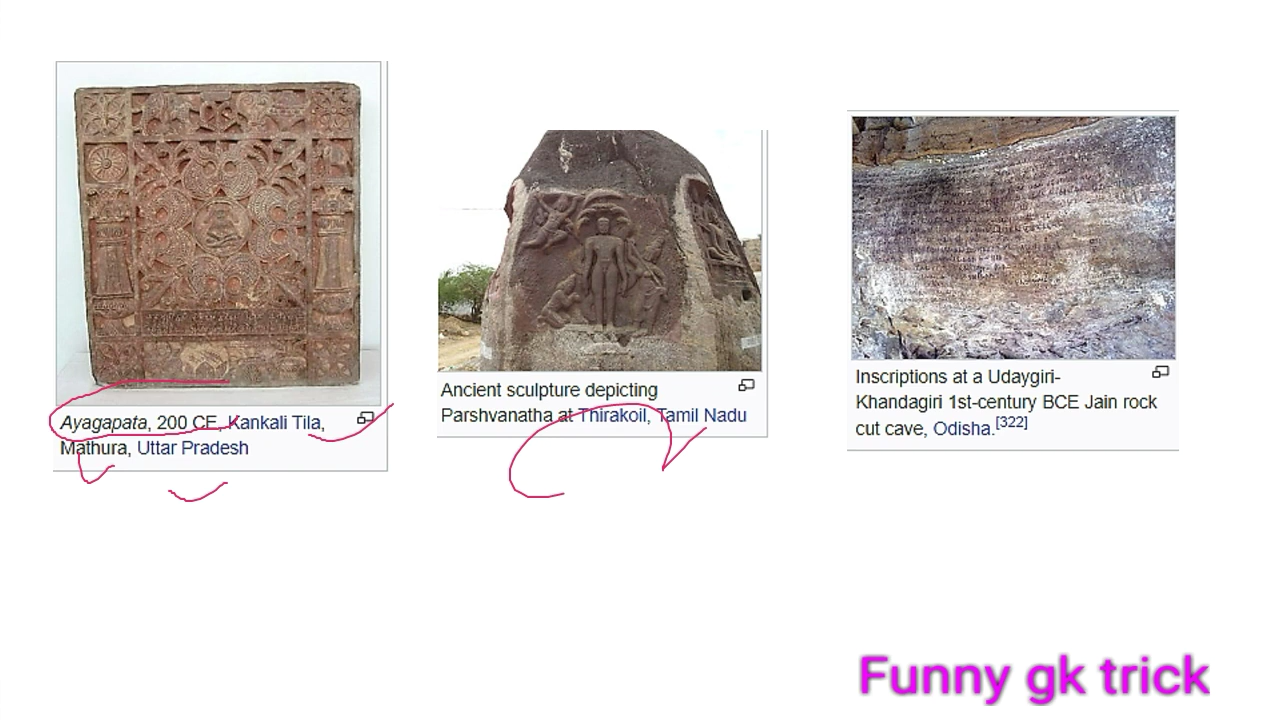 Ayagapata, 200 CE, Kankali Tila,
Mathura, Uttar Pradesh
Ancient sculpture depicting
Parshvanatha at Thirakoil, Tamil Nadu
Inscriptions at a Udaygiri-
Khandagiri 1st-century BCE Jain rock
cut cave, Odisha.[322]
Funny gk trick